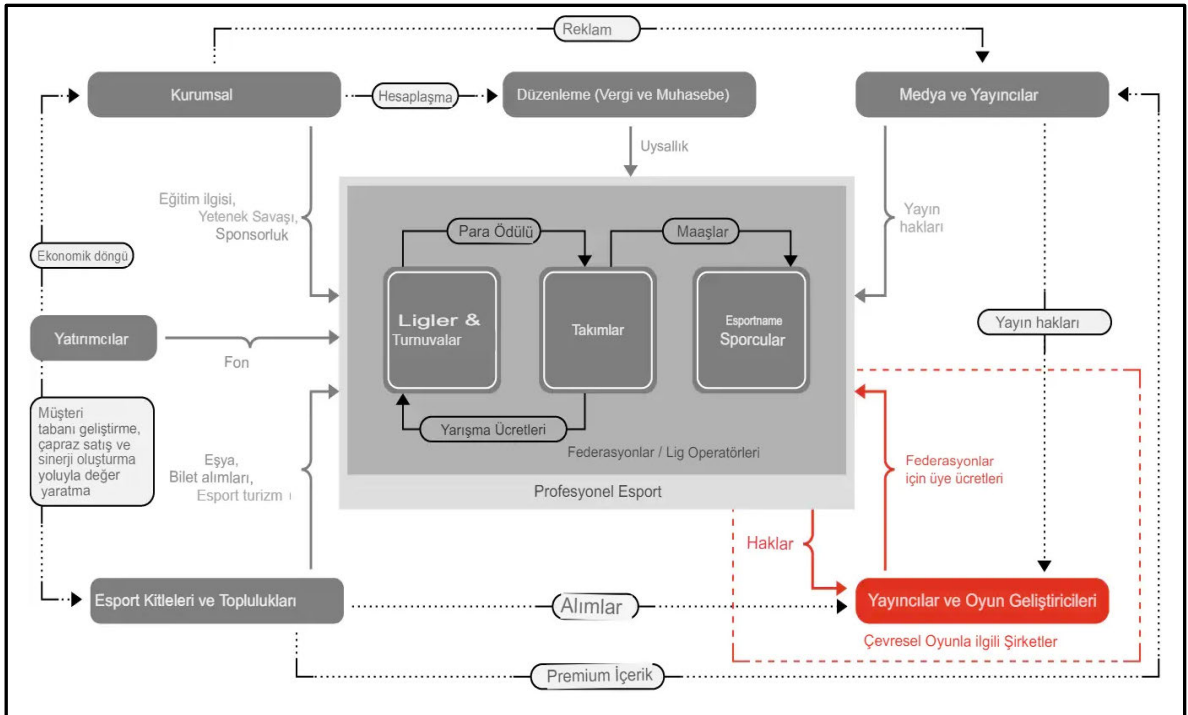 Reklam
Kurumsal
Hesaplaşma
Düzenleme (Vergi ve Muhasebe)
Medya ve Yayıncılar
Uysallık
Eğitim ilgisi,
Yetenek Savaşı,
Sponsorluk
Yayın
hakları
Ekonomik döngü
Para Ödülü
Maaşlar
Ligler &
Turnuvalar
Takımlar
Esportname
Sporcular
Yatırımcılar
Fon
Yayın hakları
Müşteri
tabanı geliştirme,
çapraz satış ve
sinerji oluşturma
yoluyla değer
yaratma
Yarışma Ücretleri
Federasyonlar / Lig Operatörleri
Eşya,
Bilet alımları,
Esport turizm ı
Profesyonel Esport
Federasyonlar
için üye ücretleri
Haklar
Esport Kitleleri ve Toplulukları
Alımlar
Yayıncılar ve Oyun Geliştiricileri
Çevresel Oyunla ilgili Şirketler
Premium İçerik